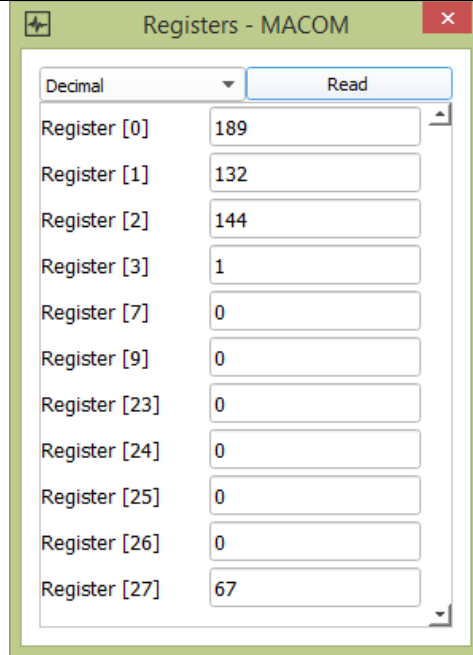 Registers - MACOM
Decimal Read
Register [0] 189
Register [1] 132
Register [2] 144
Register [3] 1
Register [7] 0
Register [9] 0
Register [23] 0
Register [24] 0
Register [25] 0
Register [26] 0
Register [27] 67